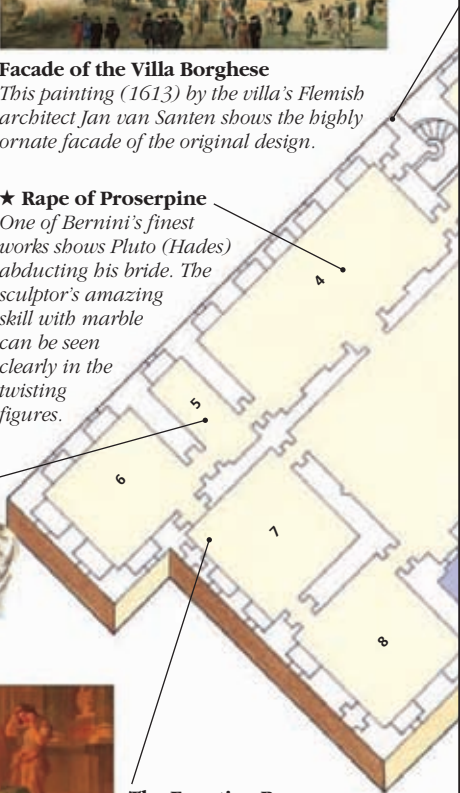 Facade of the Villa Borghese
This painting (1613) by the villa's Flemish
architect Jan van Santen shows the highly
ornate facade of the original design.
★ Rape of Proserpine
One of Bernini's finest
works shows Pluto (Hades)
abducting his bride. The
sculptor's amazing
skill with marble
can be seen
clearly in the
twisting
figures.
4
5
6
7
8